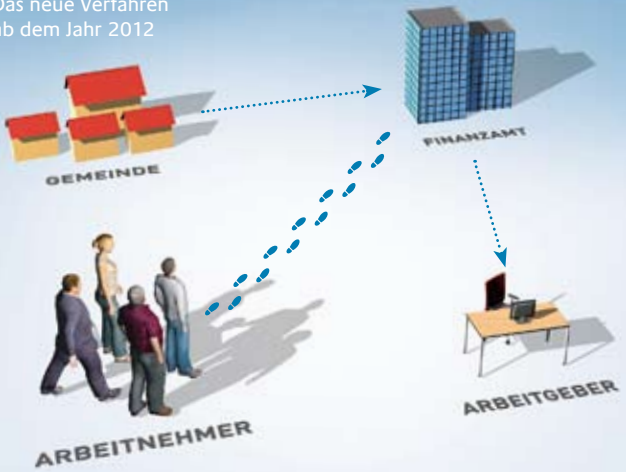 Das neue Verfahren
ab dem Jahr 2012
FINANZAMT
GEMEINDE
ARBEITGEBER
ARBEITNEHMER